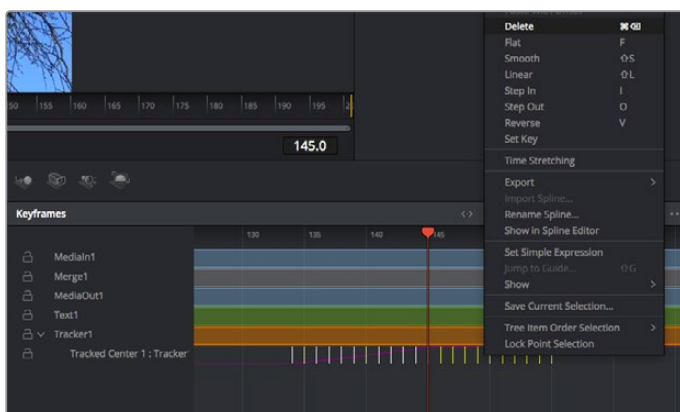 Delete ⌘⌫
Flat F
Smooth ⇧S
Linear ⇧L
Step In I
Step Out O
Reverse V
Set Key
Time Stretching
Export >
Import Spline...
Rename Spline...
Show in Spline Editor
Set Simple Expression
Jump to Guide... ⇧G
Show >
Save Current Selection...
Tree Item Order Selection >
Lock Point Selection
155 160 165 170 175 180 185 190 195
145.0
Keyframes
130 135 140 145
MediaIn1
Merge1
MediaOut1
Text1
Tracker1
Tracked Center 1 : Tracker